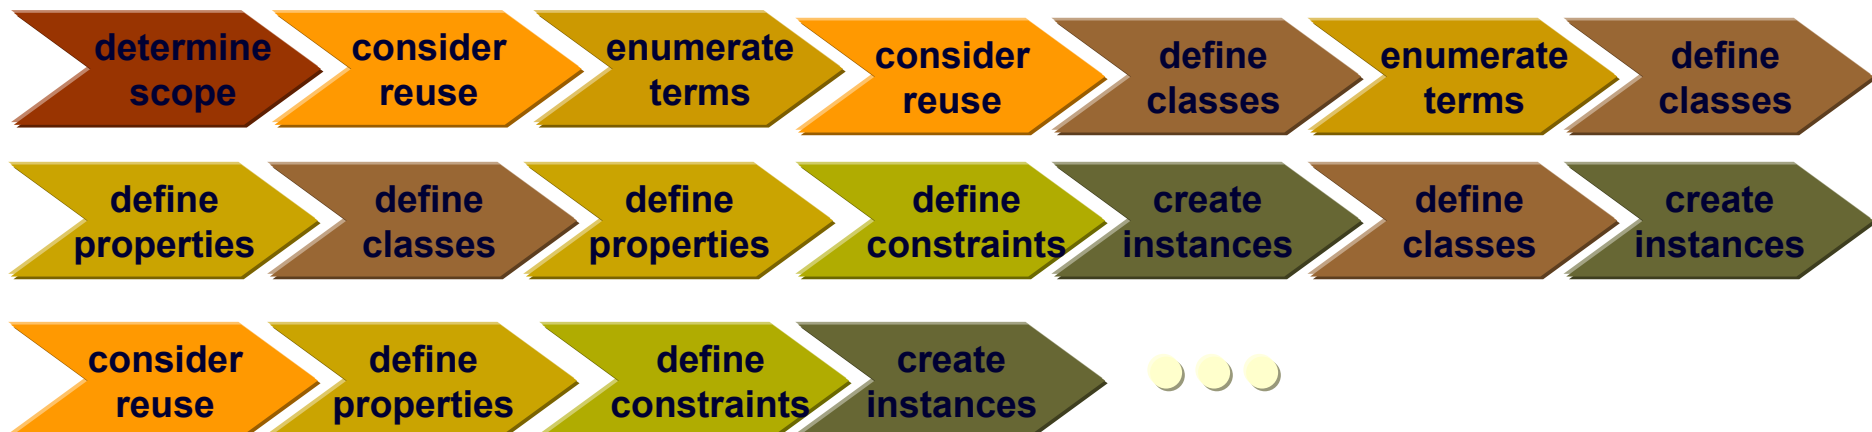 determine
scope
consider
reuse
enumerate
terms
consider
reuse
define
classes
enumerate
terms
define
classes
define
properties
define
classes
define
properties
define
constraints
create
instances
define
classes
create
instances
consider
reuse
define
properties
define
constraints
create
instances